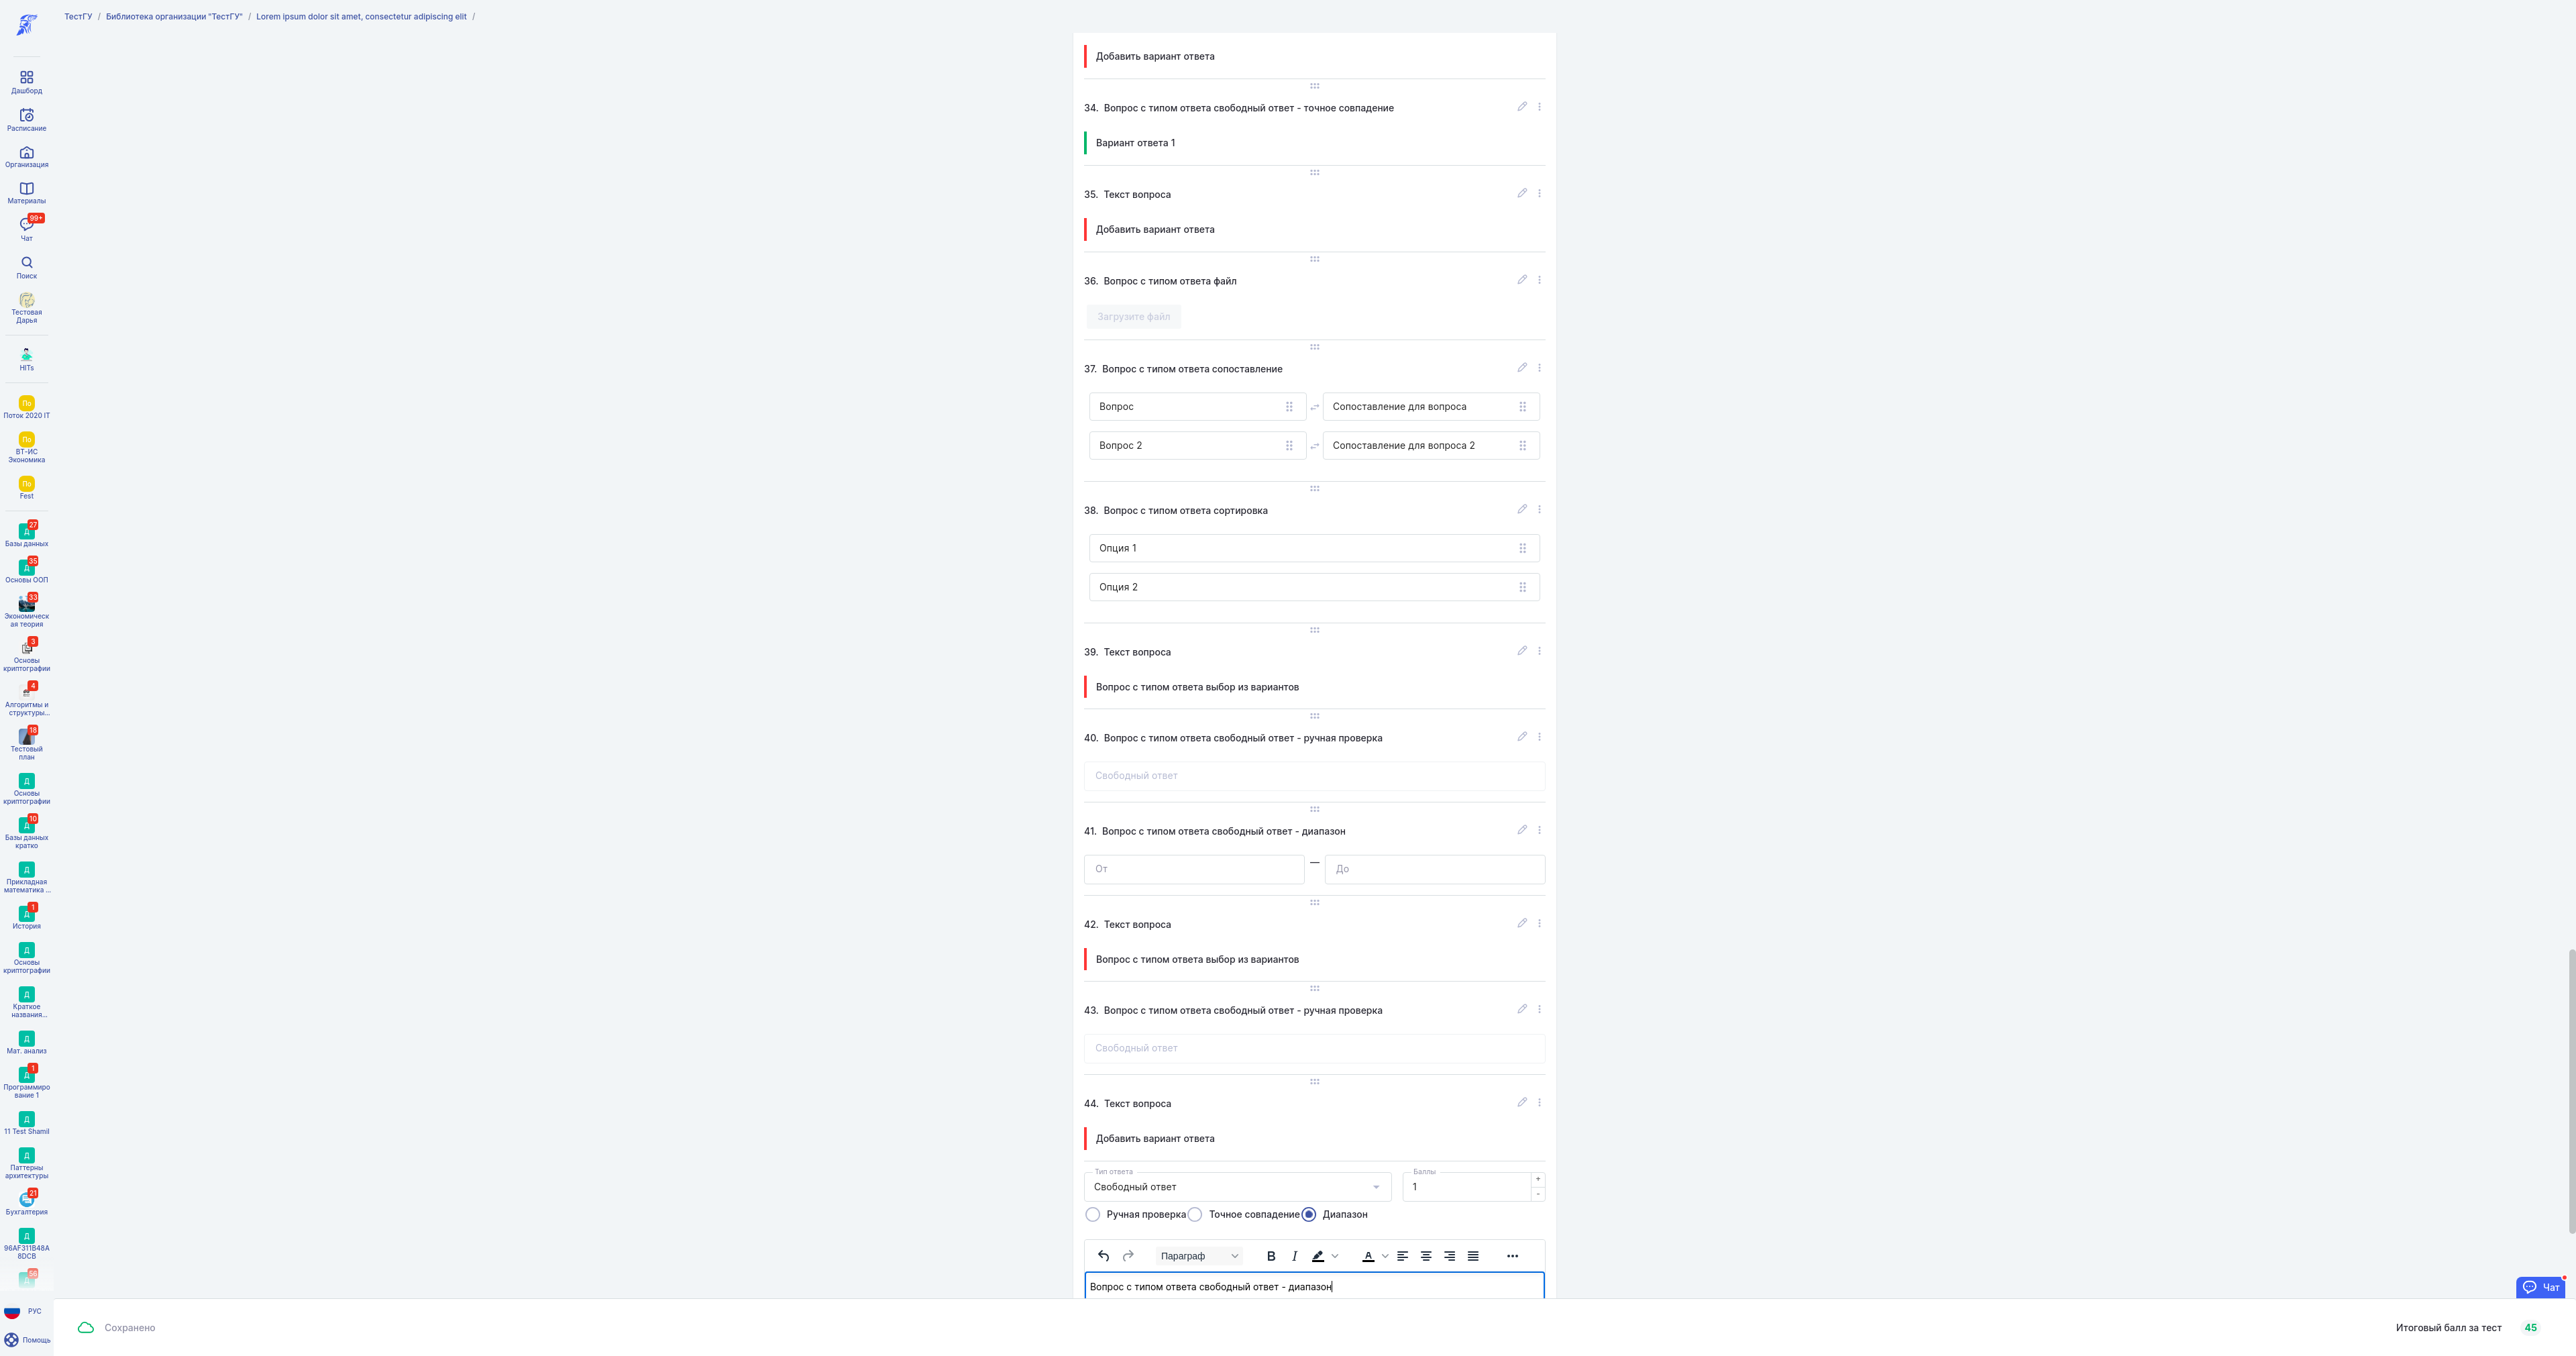 ТестГУ / Библиотека организации "ТестГУ" / Lorem ipsum dolor sit amet, consectetur adipiscing elit /
Дашборд
Расписание
Организация
Материалы
99+
Чат
Поиск
Тестовая
Дарья
HITs
По
Поток 2020 IT
По
ВТ-ИС
Экономика
По
Fest
27
Д
Базы данных
35
Д
Основы ООП
33
Экономическ
ая теория
3
Основы
криптографии
4
Алгоритмы и
структуры...
18
Тестовый
план
Д
Основы
криптографии
10
Д
Базы данных
кратко
Д
Прикладная
математика ...
1
Д
История
Д
Основы
криптографии
Д
Краткое
названия...
Д
Мат. анализ
1
Д
Программиро
вание 1
Д
11 Test Shamil
Д
Паттерны
архитектуры
21
Бухгалтерия
Д
96AF311B48A
8DCB
56
Д
РУС
Помощь
Добавить вариант ответа
34. Вопрос с типом ответа свободный ответ - точное совпадение
Вариант ответа 1
35. Текст вопроса
Добавить вариант ответа
36. Вопрос с типом ответа файл
Загрузите файл
37. Вопрос с типом ответа сопоставление
Вопрос Сопоставление для вопроса
Вопрос 2 Сопоставление для вопроса 2
38. Вопрос с типом ответа сортировка
Опция 1
Опция 2
39. Текст вопроса
Вопрос с типом ответа выбор из вариантов
40. Вопрос с типом ответа свободный ответ - ручная проверка
Свободный ответ
41. Вопрос с типом ответа свободный ответ - диапазон
От — До
42. Текст вопроса
Вопрос с типом ответа выбор из вариантов
43. Вопрос с типом ответа свободный ответ - ручная проверка
Свободный ответ
44. Текст вопроса
Добавить вариант ответа
Тип ответа Баллы
Свободный ответ 1 + -
Ручная проверка Точное совпадение Диапазон
Параграф B I A
Вопрос с типом ответа свободный ответ - диапазон
Чат
Сохранено
Итоговый балл за тест 45